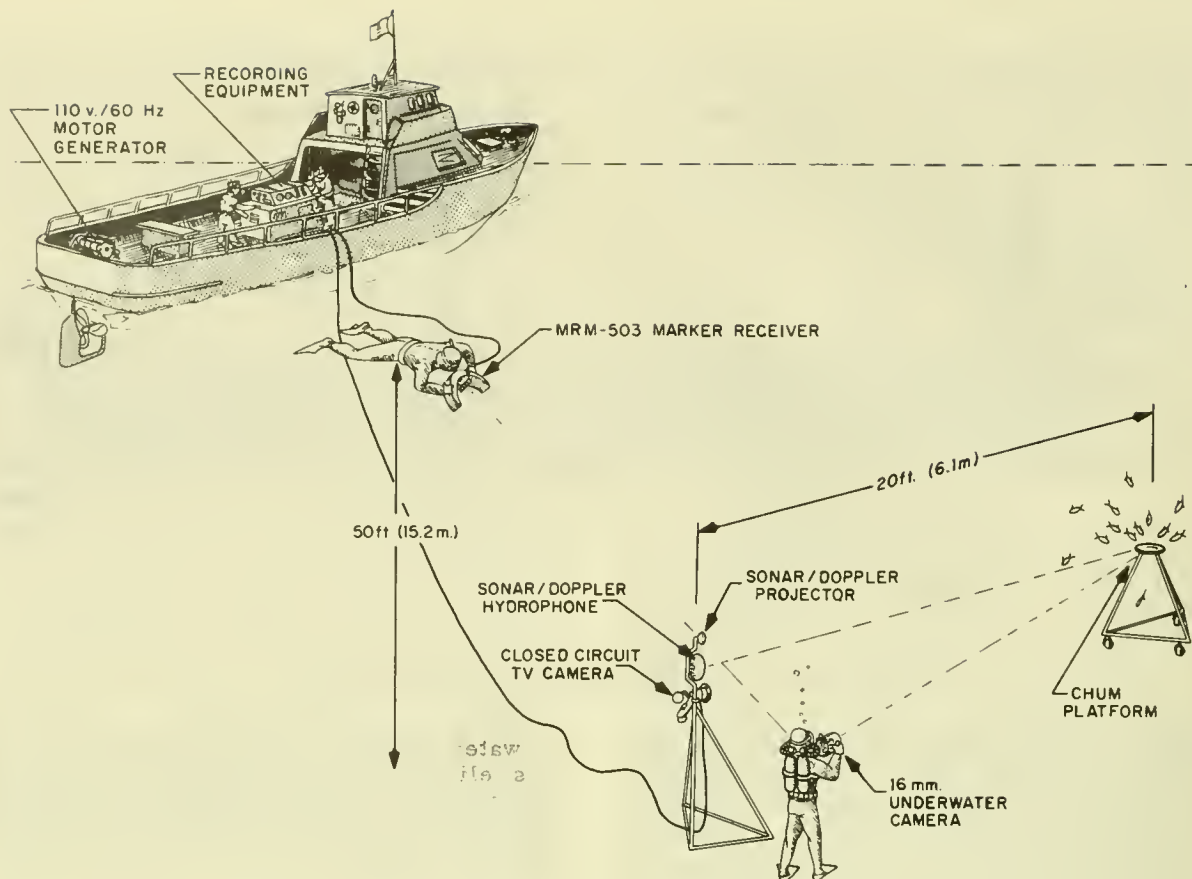 RECORDING
EQUIPMENT
110 v./60 Hz
MOTOR
GENERATOR
MRM-503 MARKER RECEIVER
20ft. (6.1m)
50ft (15.2m.)
SONAR/DOPPLER
HYDROPHONE
SONAR/DOPPLER
PROJECTOR
CLOSED CIRCUIT
TV CAMERA
CHUM
PLATFORM
16 mm.
UNDERWATER
CAMERA